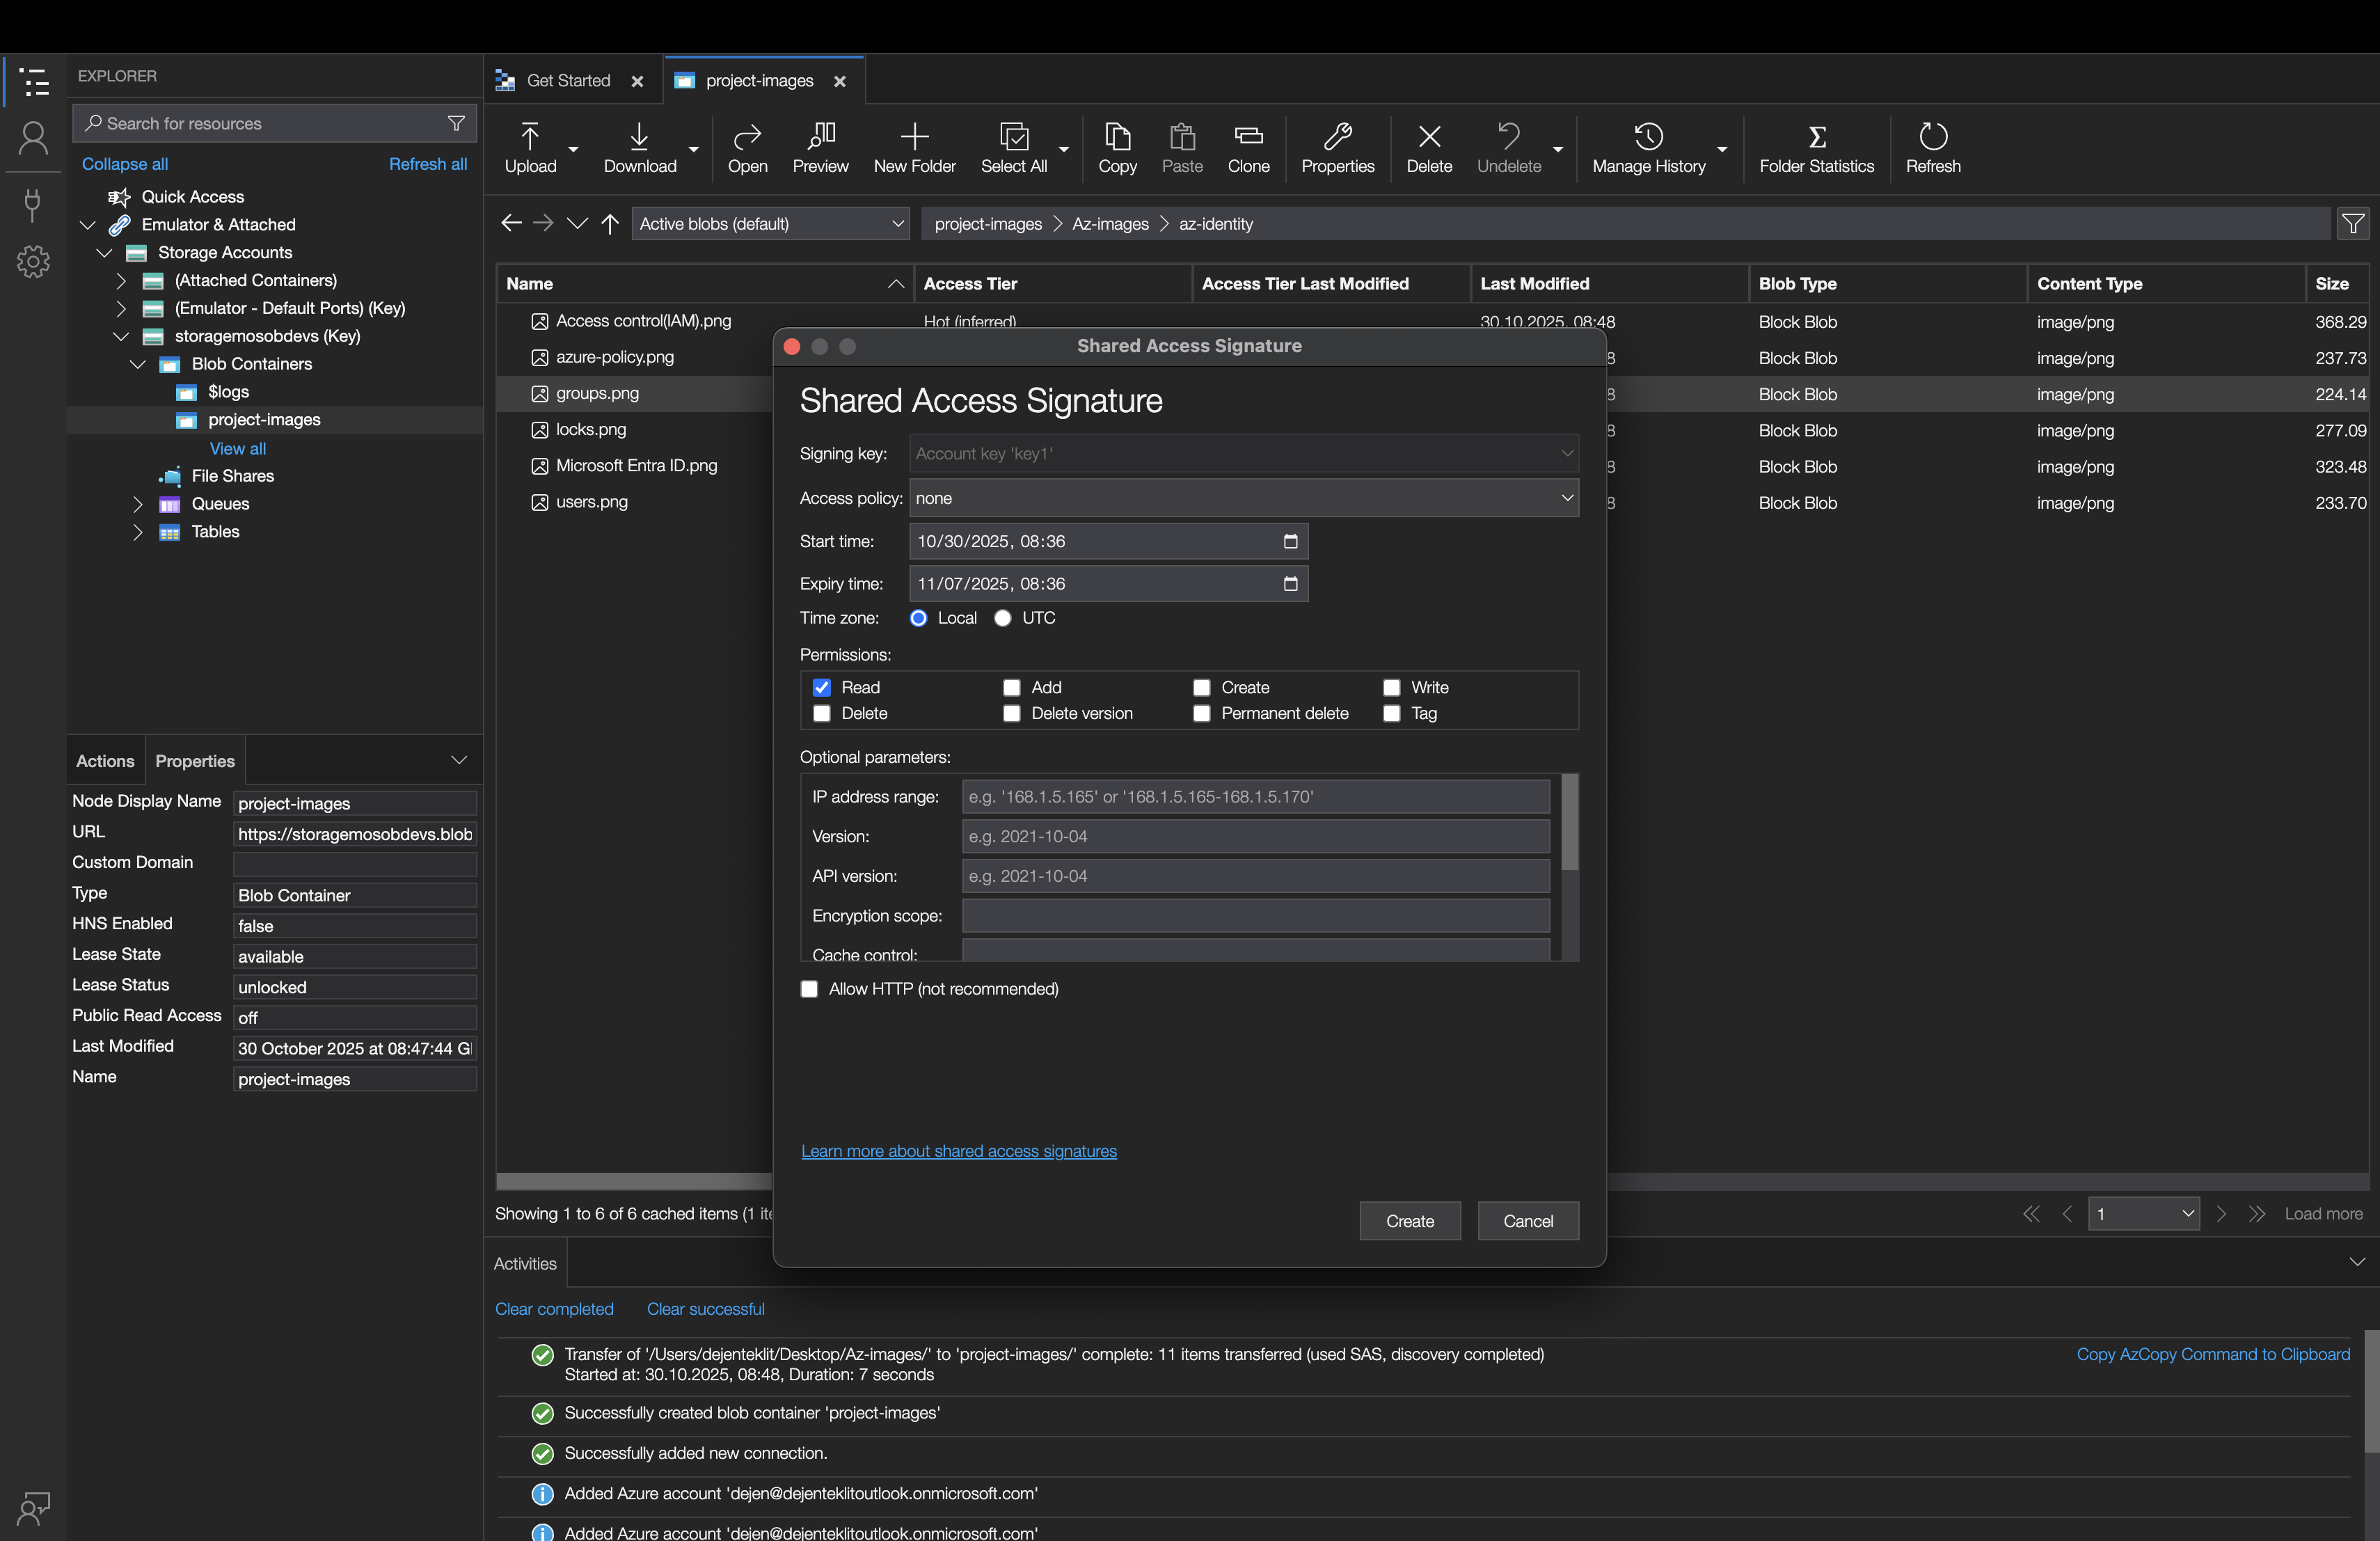 EXPLORER
Search for resources
Collapse all Refresh all
Quick Access
Emulator & Attached
Storage Accounts
(Attached Containers)
(Emulator - Default Ports) (Key)
storagemosobdevs (Key)
Blob Containers
$logs
project-images
View all
File Shares
Queues
Tables
Actions Properties
Node Display Name project-images
URL https://storagemosobdevs.blob
Custom Domain
Type Blob Container
HNS Enabled false
Lease State available
Lease Status unlocked
Public Read Access off
Last Modified 30 October 2025 at 08:47:44 G
Name project-images
Get Started project-images
Upload Download Open Preview New Folder Select All Copy Paste Clone Properties Delete Undelete Manage History Folder Statistics Refresh
Active blobs (default) project-images > Az-images > az-identity
Name Access Tier Access Tier Last Modified Last Modified Blob Type Content Type Size
Access control(IAM).png Hot (inferred) 30.10.2025, 08:48 Block Blob image/png 368.29
azure-policy.png 8 Block Blob image/png 237.73
groups.png 8 Block Blob image/png 224.14
locks.png 8 Block Blob image/png 277.09
Microsoft Entra ID.png 8 Block Blob image/png 323.48
users.png 8 Block Blob image/png 233.70
Shared Access Signature
Shared Access Signature
Signing key: Account key 'key1'
Access policy: none
Start time: 10/30/2025, 08:36
Expiry time: 11/07/2025, 08:36
Time zone: Local UTC
Permissions:
Read Add Create Write
Delete Delete version Permanent delete Tag
Optional parameters:
IP address range: e.g. '168.1.5.165' or '168.1.5.165-168.1.5.170'
Version: e.g. 2021-10-04
API version: e.g. 2021-10-04
Encryption scope:
Cache control:
Allow HTTP (not recommended)
Learn more about shared access signatures
Create Cancel
Showing 1 to 6 of 6 cached items (1 ite 1 Load more
Activities
Clear completed Clear successful
Transfer of '/Users/dejenteklit/Desktop/Az-images/' to 'project-images/' complete: 11 items transferred (used SAS, discovery completed) Copy AzCopy Command to Clipboard
Started at: 30.10.2025, 08:48, Duration: 7 seconds
Successfully created blob container 'project-images'
Successfully added new connection.
Added Azure account 'dejen@dejenteklitoutlook.onmicrosoft.com'
Added Azure account 'dejen@dejenteklitoutlook.onmicrosoft.com'